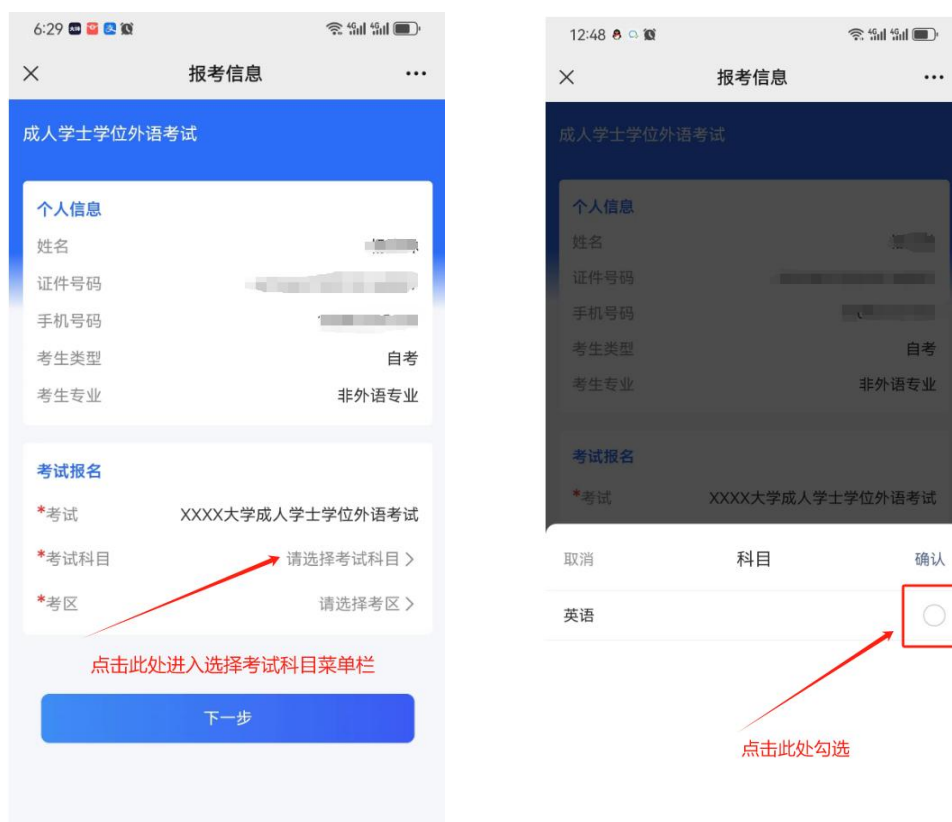 6:29
报考信息
成人学士学位外语考试
个人信息
姓名
证件号码
手机号码
考生类型 自考
考生专业 非外语专业
考试报名
*考试 XXXX大学成人学士学位外语考试
*考试科目 请选择考试科目
*考区 请选择考区
点击此处进入选择考试科目菜单栏
下一步
12:48
报考信息
成人学士学位外语考试
个人信息
姓名
证件号码
手机号码
考生类型 自考
考生专业 非外语专业
考试报名
*考试 XXXX大学成人学士学位外语考试
取消 科目 确认
英语
点击此处勾选